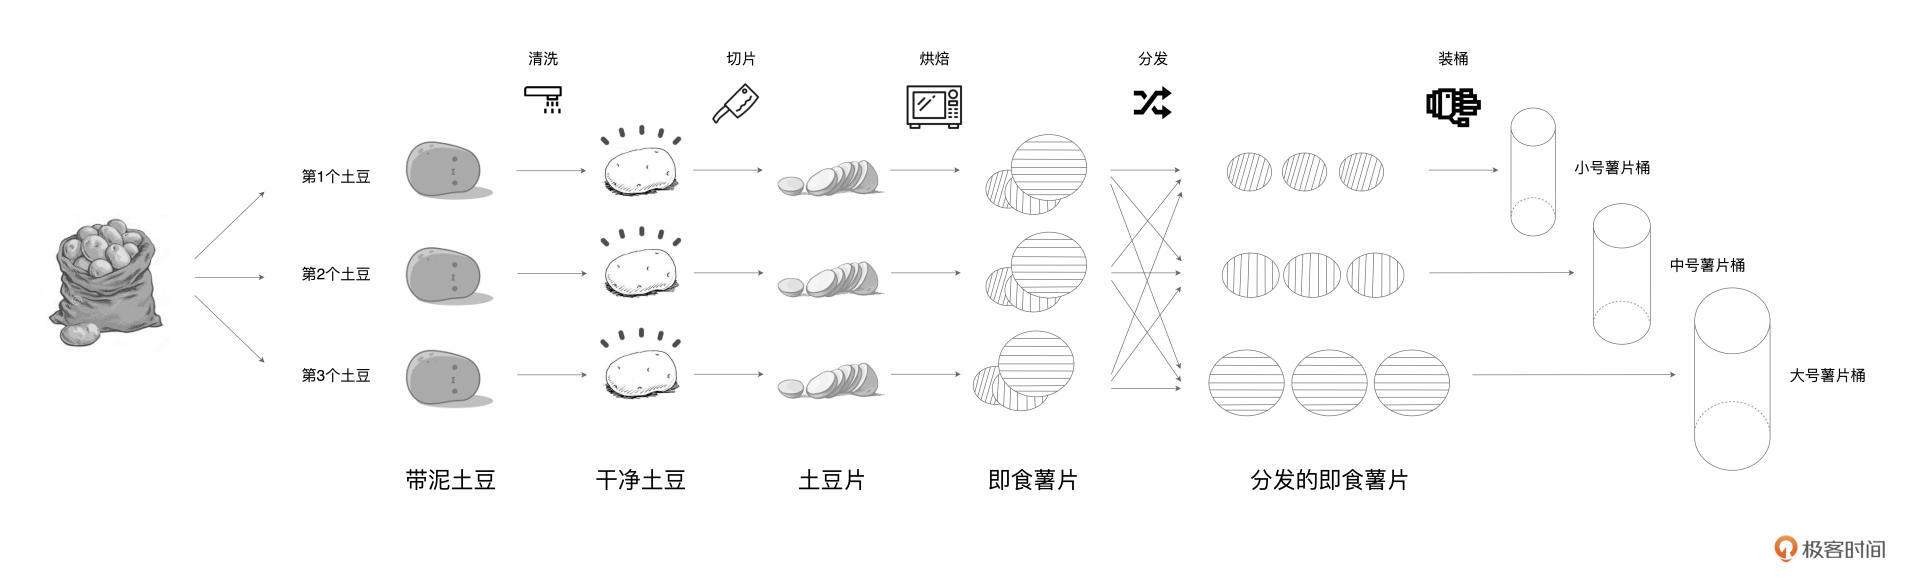 清洗
切片
烘焙
分发
装桶
第1个土豆
小号薯片桶
第2个土豆
中号薯片桶
第3个土豆
大号薯片桶
带泥土豆
干净土豆
土豆片
即食薯片
分发的即食薯片
极客时间